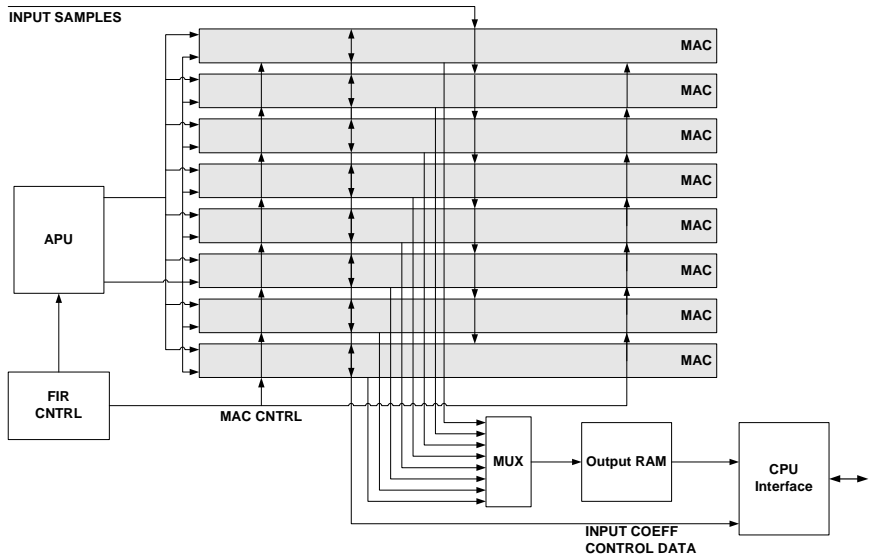 INPUT SAMPLES
MAC
MAC
MAC
MAC
APU
MAC
MAC
MAC
MAC
FIR
CNTRL
MAC CNTRL
MUX
Output RAM
CPU
Interface
INPUT COEFF
CONTROL DATA